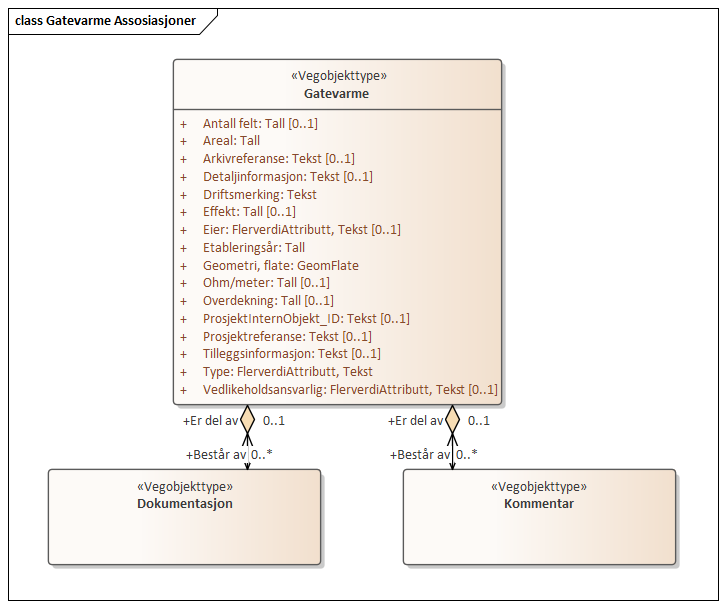 class Gatevarme Assosiasjoner
«Vegobjekttype»
Gatevarme
+ Antall felt: Tall [0..1]
+ Areal: Tall
+ Arkivreferanse: Tekst [0..1]
+ Detaljinformasjon: Tekst [0..1]
+ Driftsmerking: Tekst
+ Effekt: Tall [0..1]
+ Eier: FlerverdiAttributt, Tekst [0..1]
+ Etableringsår: Tall
+ Geometri, flate: GeomFlate
+ Ohm/meter: Tall [0..1]
+ Overdekning: Tall [0..1]
+ ProsjektInternObjekt_ID: Tekst [0..1]
+ Prosjektreferanse: Tekst [0..1]
+ Tilleggsinformasjon: Tekst [0..1]
+ Type: FlerverdiAttributt, Tekst
+ Vedlikeholdsansvarlig: FlerverdiAttributt, Tekst [0..1]
+Er del av 0..1 +Er del av 0..1
+Består av 0..* +Består av 0..*
«Vegobjekttype» «Vegobjekttype»
Dokumentasjon Kommentar